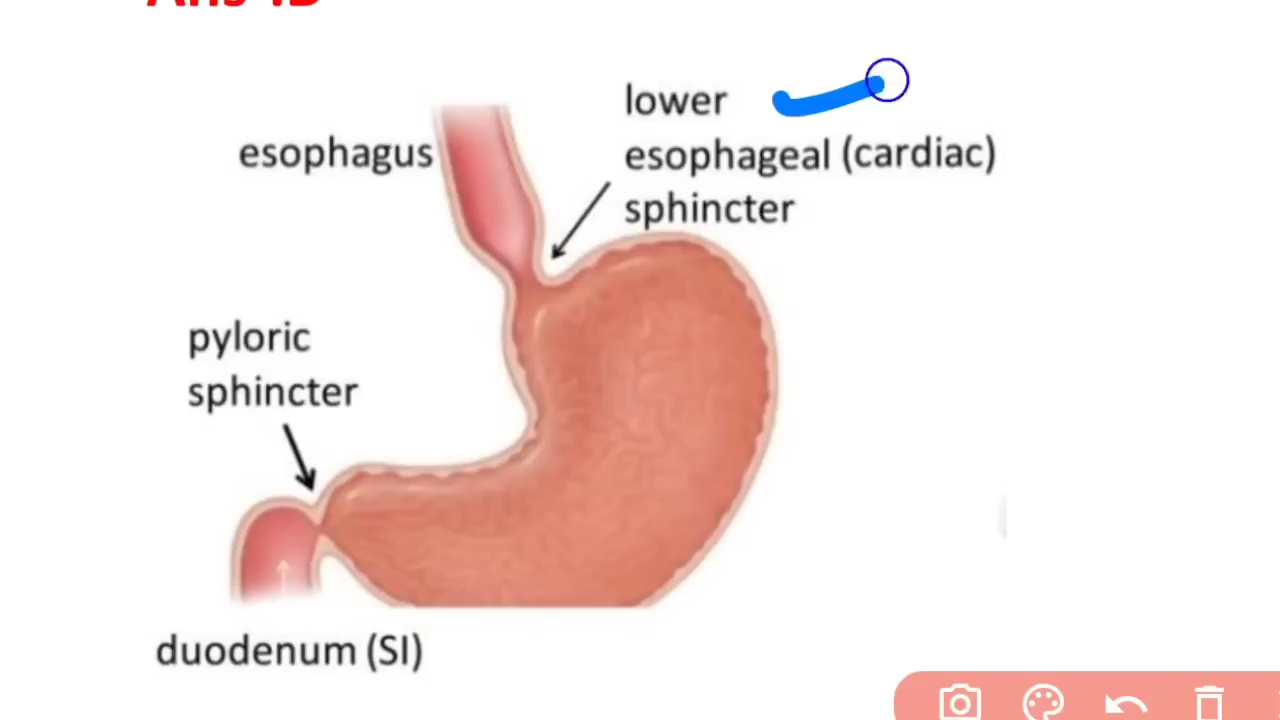 esophagus
lower
esophageal (cardiac)
sphincter
pyloric
sphincter
duodenum (SI)